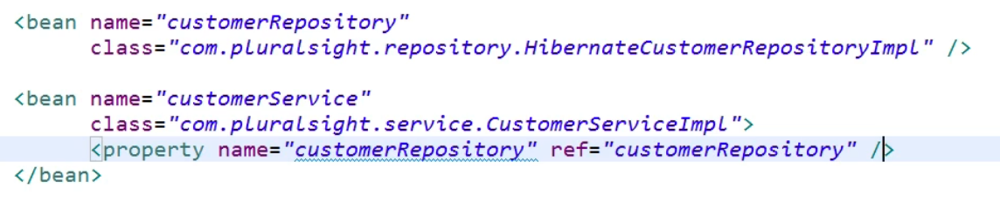 <bean name="customerRepository"
class="com.pluralsight.repository.HibernateCustomerRepositoryImpl" />
<bean name="customerService"
class="com.pluralsight.service.CustomerServiceImpl">
<property name="customerRepository" ref="customerRepository" />
</bean>